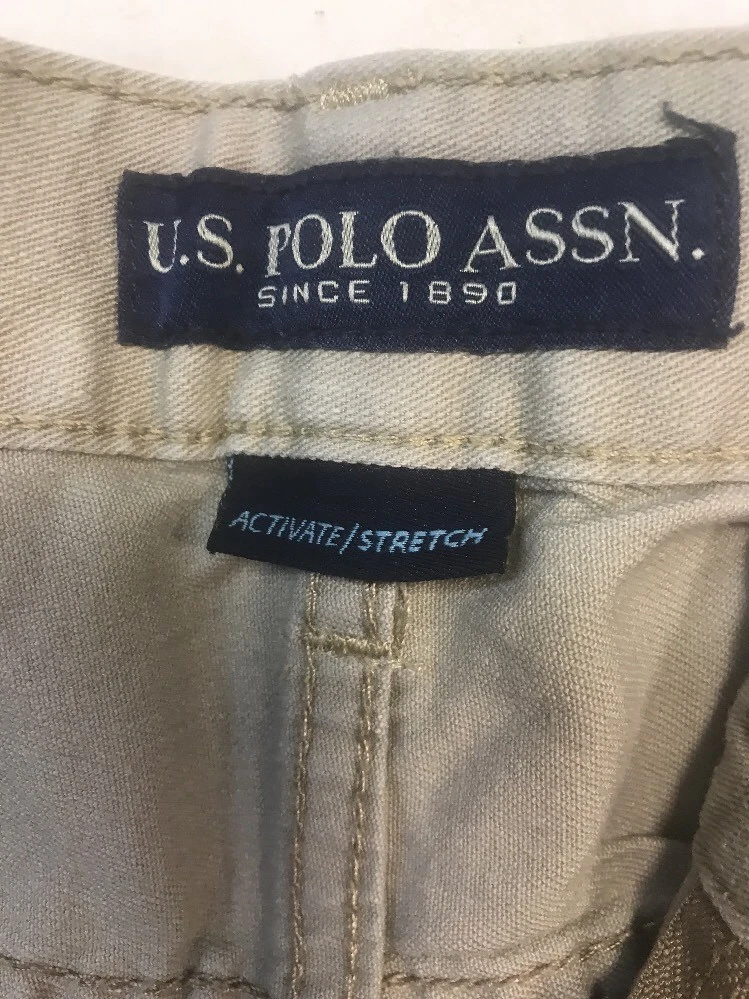 U.S. POLO ASSN.
SINCE 1890
ACTIVATE/STRETCH